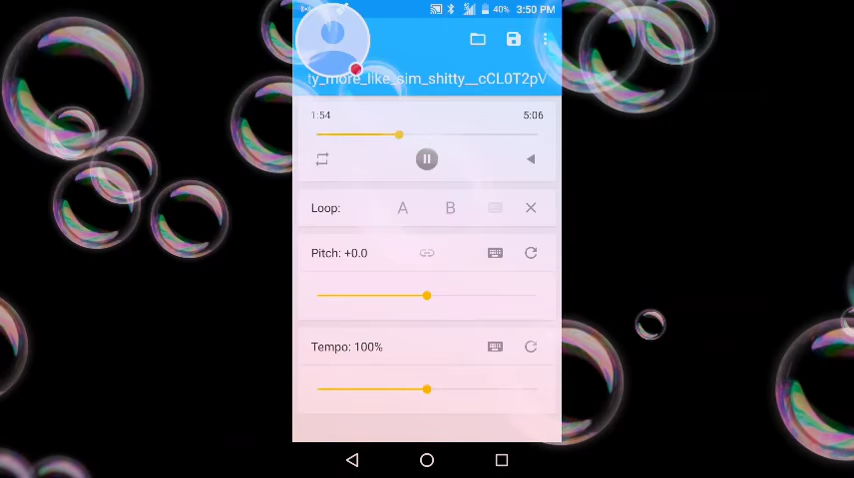 40% 3:50 PM
ty_more_like_sim_shitty__cCL0T2pV
1:54 5:06
Loop: A B
Pitch: +0.0
Tempo: 100%